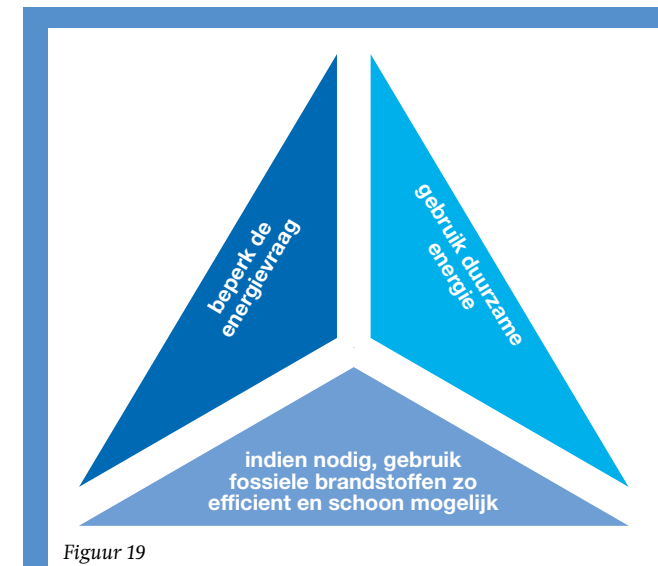 beperk de
energievraag
gebruik duurzame
energie
indien nodig, gebruik
fossiele brandstoffen zo
efficient en schoon mogelijk
Figuur 19